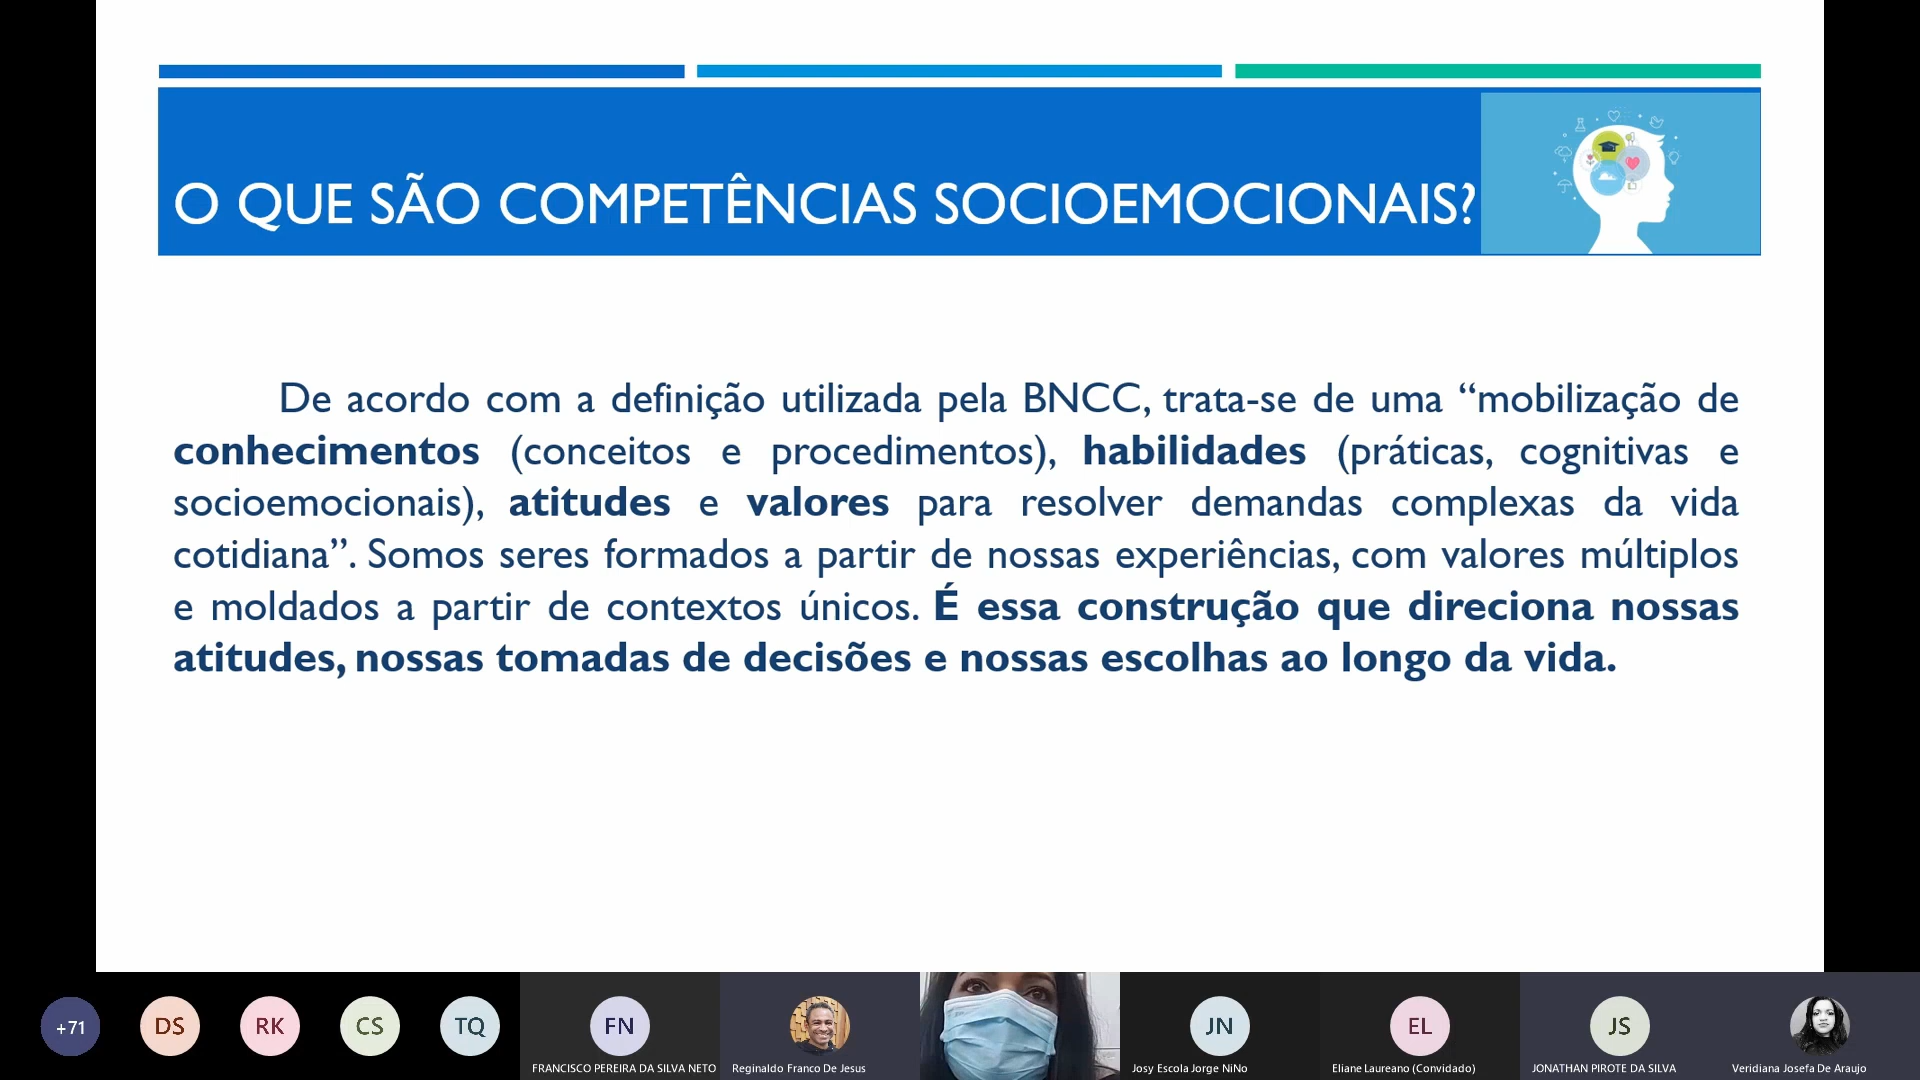 O QUE SÃO COMPETÊNCIAS SOCIOEMOCIONAIS?
De acordo com a definição utilizada pela BNCC, trata-se de uma “mobilização de
conhecimentos (conceitos e procedimentos), habilidades (práticas, cognitivas e
socioemocionais), atitudes e valores para resolver demandas complexas da vida
cotidiana”. Somos seres formados a partir de nossas experiências, com valores múltiplos
e moldados a partir de contextos únicos. É essa construção que direciona nossas
atitudes, nossas tomadas de decisões e nossas escolhas ao longo da vida.
+71 DS RK CS TQ FN JN EL JS
FRANCISCO PEREIRA DA SILVA NETO Reginaldo Franco De Jesus Josy Escola Jorge NiNo Eliane Laureano (Convidado) JONATHAN PIROTE DA SILVA Veridiana Josefa De Araujo